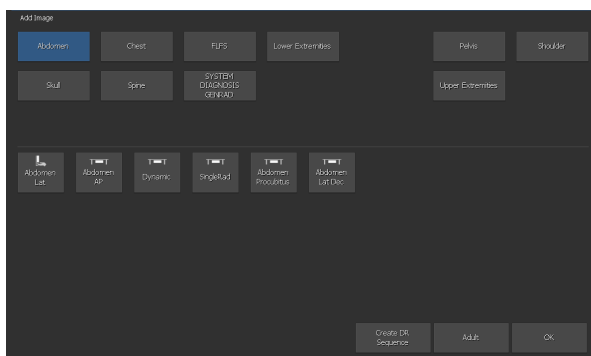 Add Image
Abdomen
Chest
FLFS
Lower Extremities
Pelvis
Shoulder
Skull
Spine
SYSTEM
DIAGNOSIS
GENRAD
Upper Extremities
Abdomen
Lat
Abdomen
AP
Dynamic
SingleRad
Abdomen
Procubitus
Abdomen
Lat Dec
Create DR
Sequence
Adult
OK